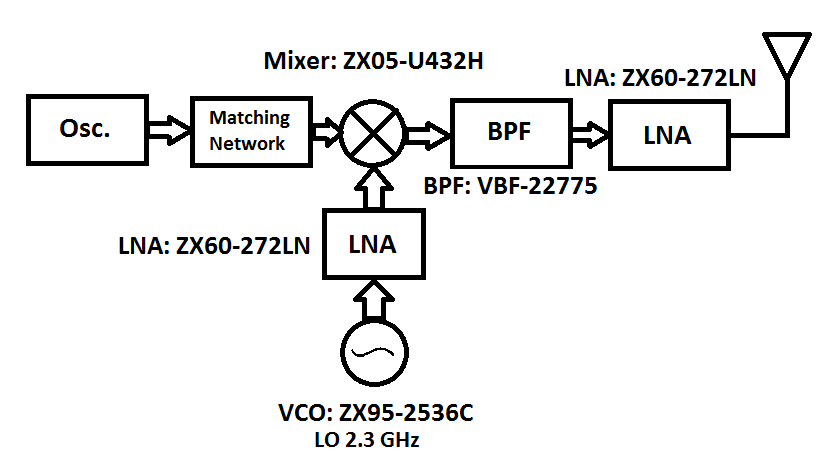 Mixer: ZX05-U432H
LNA: ZX60-272LN
Osc.
Matching
Network
BPF
LNA
BPF: VBF-22775
LNA: ZX60-272LN
LNA
VCO: ZX95-2536C
LO 2.3 GHz